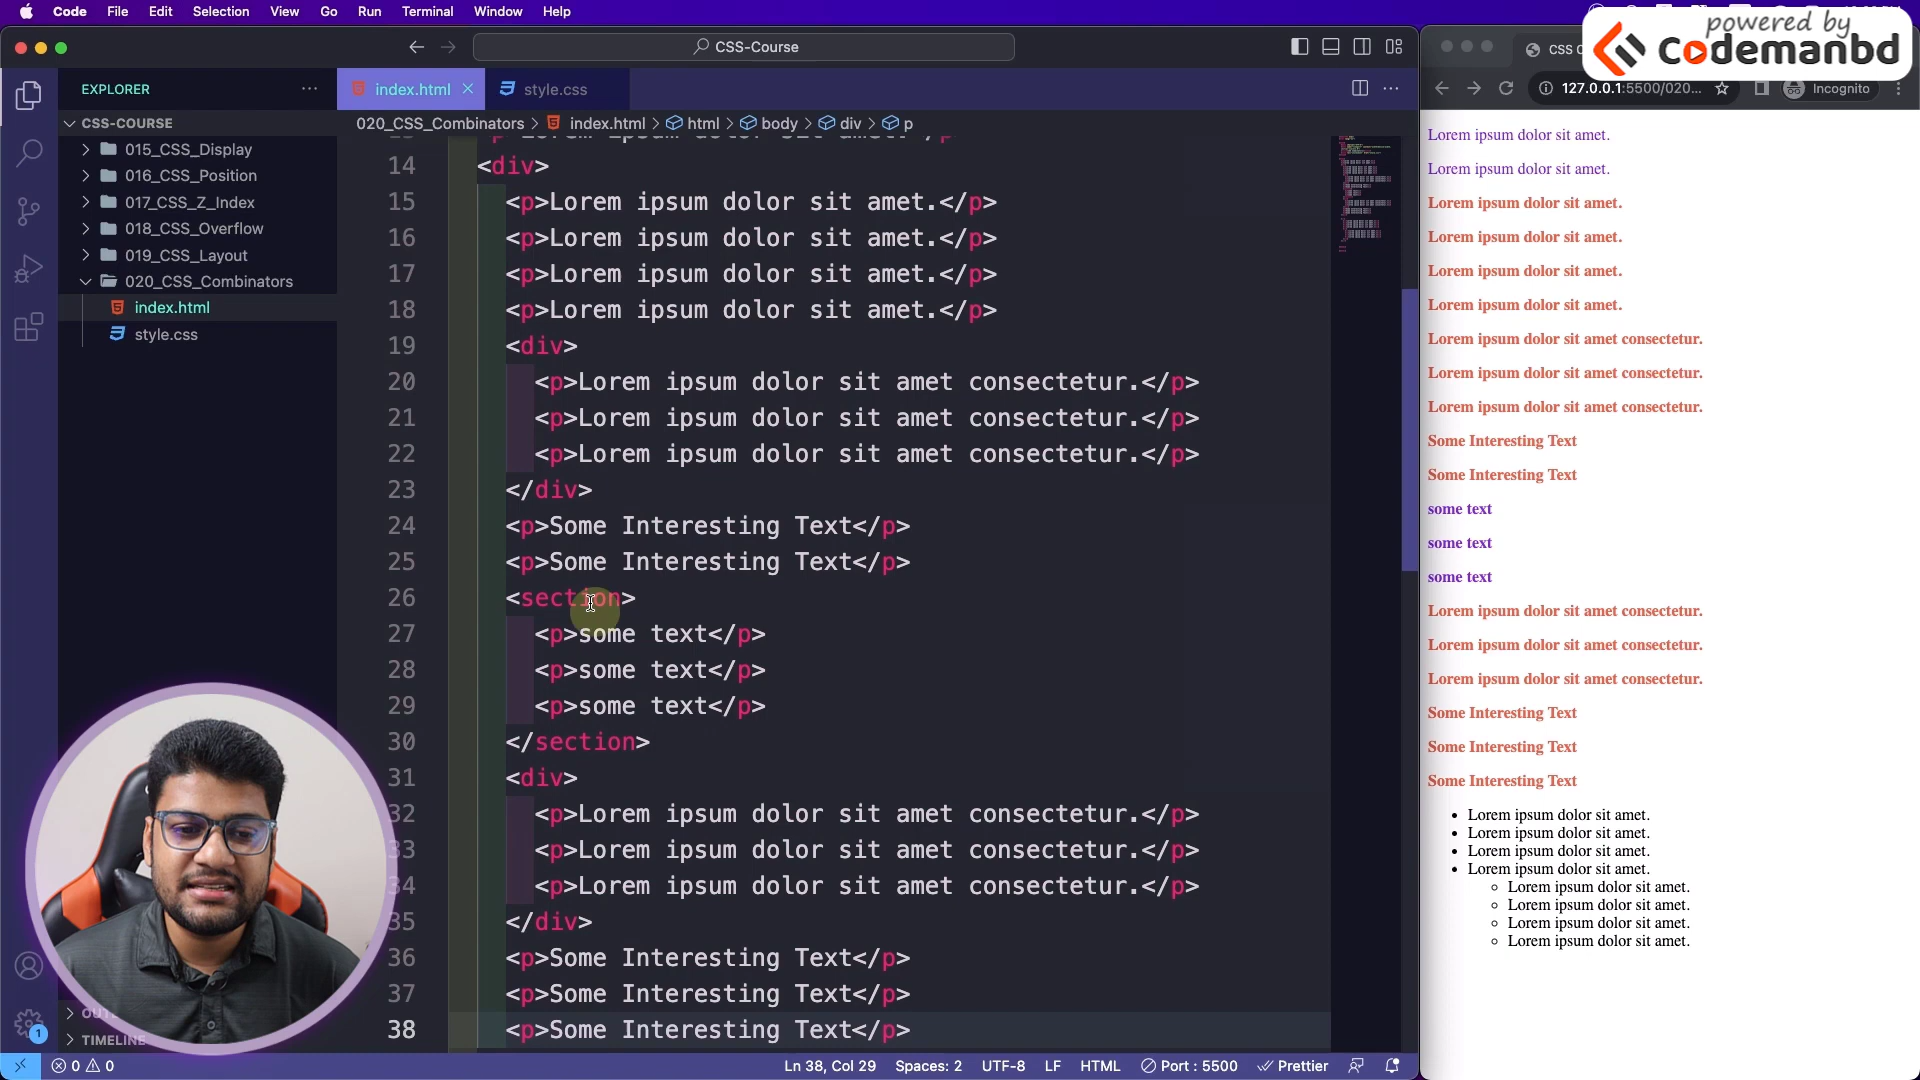 Code File Edit Selection View Go Run Terminal Window Help
CSS-Course
powered by
Codemanbd
EXPLORER
index.html
style.css
127.0.0.1:5500/020...
Incognito
CSS-COURSE
020_CSS_Combinators > index.html > html > body > div > p
015_CSS_Display
016_CSS_Position
017_CSS_Z_Index
018_CSS_Overflow
019_CSS_Layout
020_CSS_Combinators
index.html
style.css
TIMELINE
14 <div>
15 <p>Lorem ipsum dolor sit amet.</p>
16 <p>Lorem ipsum dolor sit amet.</p>
17 <p>Lorem ipsum dolor sit amet.</p>
18 <p>Lorem ipsum dolor sit amet.</p>
19 <div>
20 <p>Lorem ipsum dolor sit amet consectetur.</p>
21 <p>Lorem ipsum dolor sit amet consectetur.</p>
22 <p>Lorem ipsum dolor sit amet consectetur.</p>
23 </div>
24 <p>Some Interesting Text</p>
25 <p>Some Interesting Text</p>
26 <section>
27 <p>some text</p>
28 <p>some text</p>
29 <p>some text</p>
30 </section>
31 <div>
32 <p>Lorem ipsum dolor sit amet consectetur.</p>
33 <p>Lorem ipsum dolor sit amet consectetur.</p>
34 <p>Lorem ipsum dolor sit amet consectetur.</p>
35 </div>
36 <p>Some Interesting Text</p>
37 <p>Some Interesting Text</p>
38 <p>Some Interesting Text</p>
Lorem ipsum dolor sit amet.
Lorem ipsum dolor sit amet.
Lorem ipsum dolor sit amet.
Lorem ipsum dolor sit amet.
Lorem ipsum dolor sit amet.
Lorem ipsum dolor sit amet.
Lorem ipsum dolor sit amet consectetur.
Lorem ipsum dolor sit amet consectetur.
Lorem ipsum dolor sit amet consectetur.
Some Interesting Text
Some Interesting Text
some text
some text
some text
Lorem ipsum dolor sit amet consectetur.
Lorem ipsum dolor sit amet consectetur.
Lorem ipsum dolor sit amet consectetur.
Some Interesting Text
Some Interesting Text
Some Interesting Text
Lorem ipsum dolor sit amet.
Lorem ipsum dolor sit amet.
Lorem ipsum dolor sit amet.
Lorem ipsum dolor sit amet.
Lorem ipsum dolor sit amet.
Lorem ipsum dolor sit amet.
Lorem ipsum dolor sit amet.
Lorem ipsum dolor sit amet.
1
0 0 Ln 38, Col 29 Spaces: 2 UTF-8 LF HTML Port : 5500 Prettier